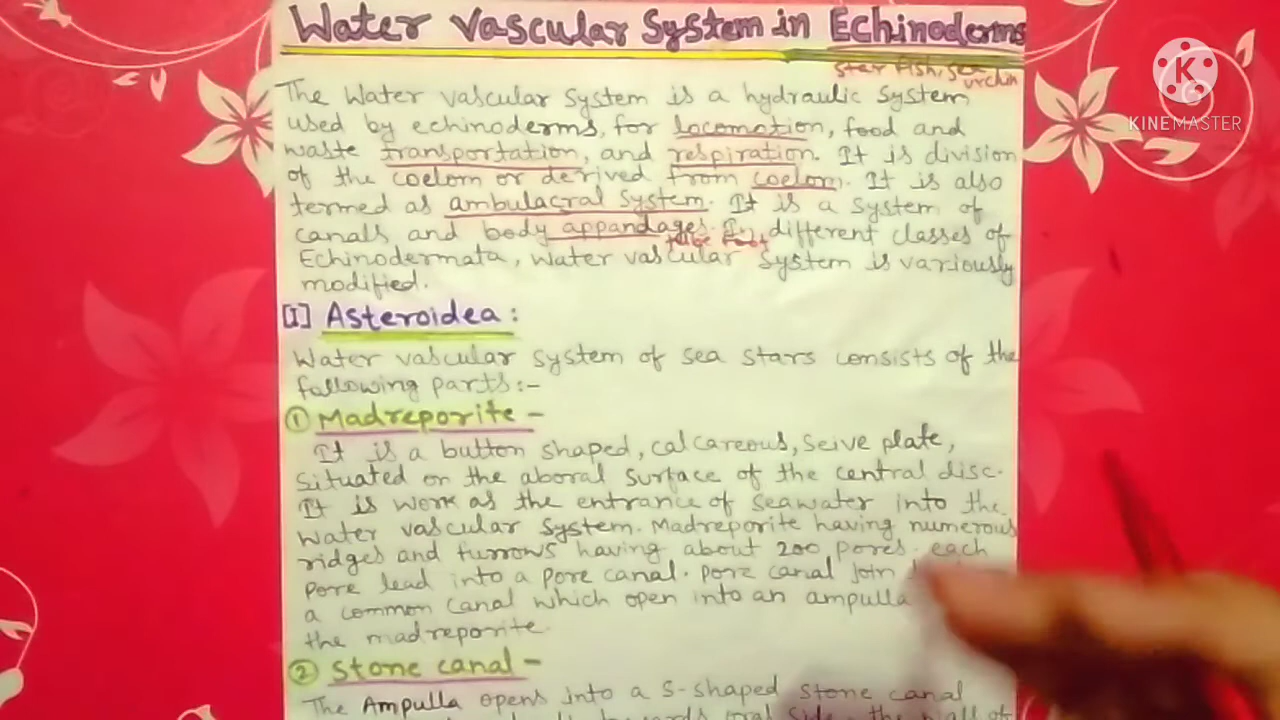 Water Vascular System in Echinoderms
Star fish, Sea
urchin
The Water vascular System is a hydraulic System
used by echinoderms, for locomotion, food and
waste transportation, and respiration. It is division
of the coelom or derived from coelom. It is also
termed as ambulacral System. It is a System of
canals and body appandages. In different classes of
tube foot
Echinodermata, Water vascular System is variously
modified.
[I] Asteroidea:
Water vascular System of sea stars consists of the
following parts:-
① Madreporite -
It is a button shaped, calcareous, Seive plate,
Situated on the aboral Surface of the central disc.
It is work as the entrance of seawater into the
Water vascular System. Madreporite having numerous
ridges and furrows having about 200 pores. each
pore lead into a pore canal. pore canal join
a common canal which open into an ampulla
the madreporite.
② Stone canal -
The Ampulla opens into a S-shaped Stone canal
oral side. the wall of
K
KINEMASTER